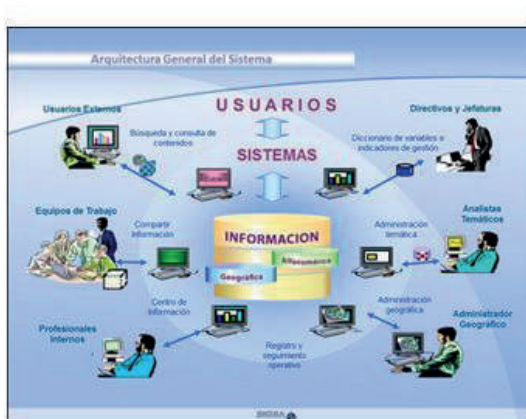 Arquitectura General del Sistema
USUARIOS
Usuarios Externos
Directivos y Jefaturas
Búsqueda y consulta de
contenidos
Diccionario de variables e
indicadores de gestión
SISTEMAS
Equipos de Trabajo
Analistas
Temáticos
Compartir
Información
Administración
temática
INFORMACION
Alfanumérica
Geográfica
Centro de
Información
Administración
geográfica
Profesionales
Internos
Administrador
Geográfico
Registro y
seguimiento
operativo